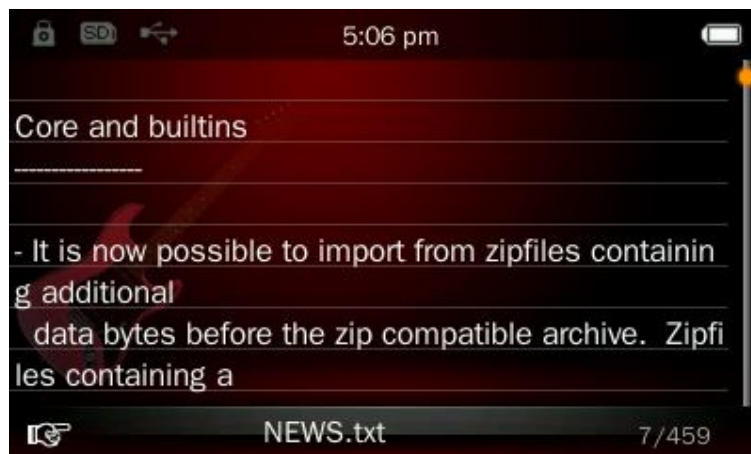 SD
5:06 pm
Core and builtins
-----------------
- It is now possible to import from zipfiles containin
g additional
  data bytes before the zip compatible archive.  Zipfi
les containing a
NEWS.txt
7/459